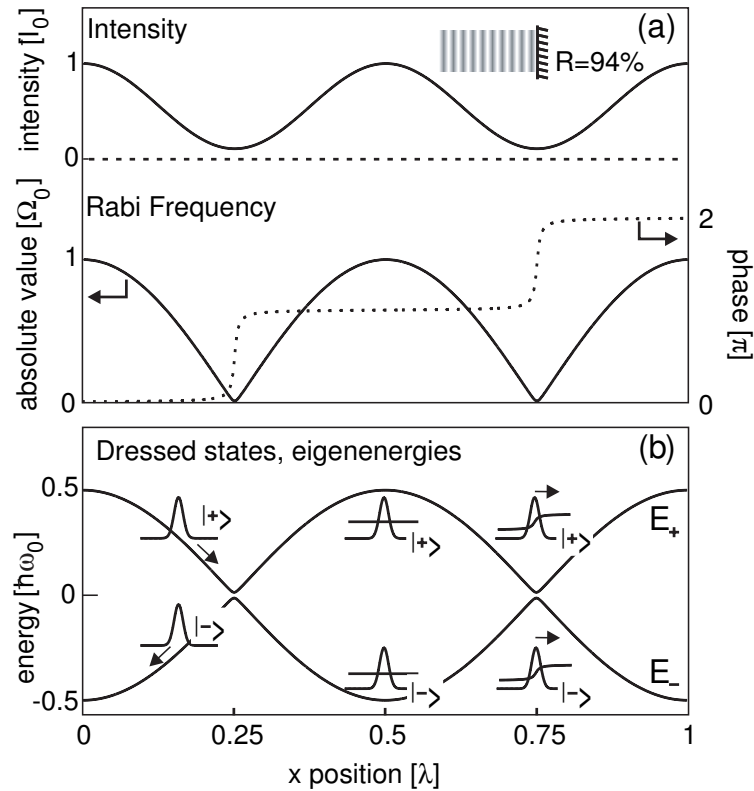 Intensity
(a)
R=94%
intensity [I₀]
1
0
Rabi Frequency
absolute value [Ω₀]
1
0
phase [π]
2
0
Dressed states, eigenenergies
(b)
energy [ħω₀]
0.5
0
-0.5
|+>
|+>
|+>
E₊
|->
|->
|->
E₋
0
0.25
0.5
0.75
1
x position [λ]